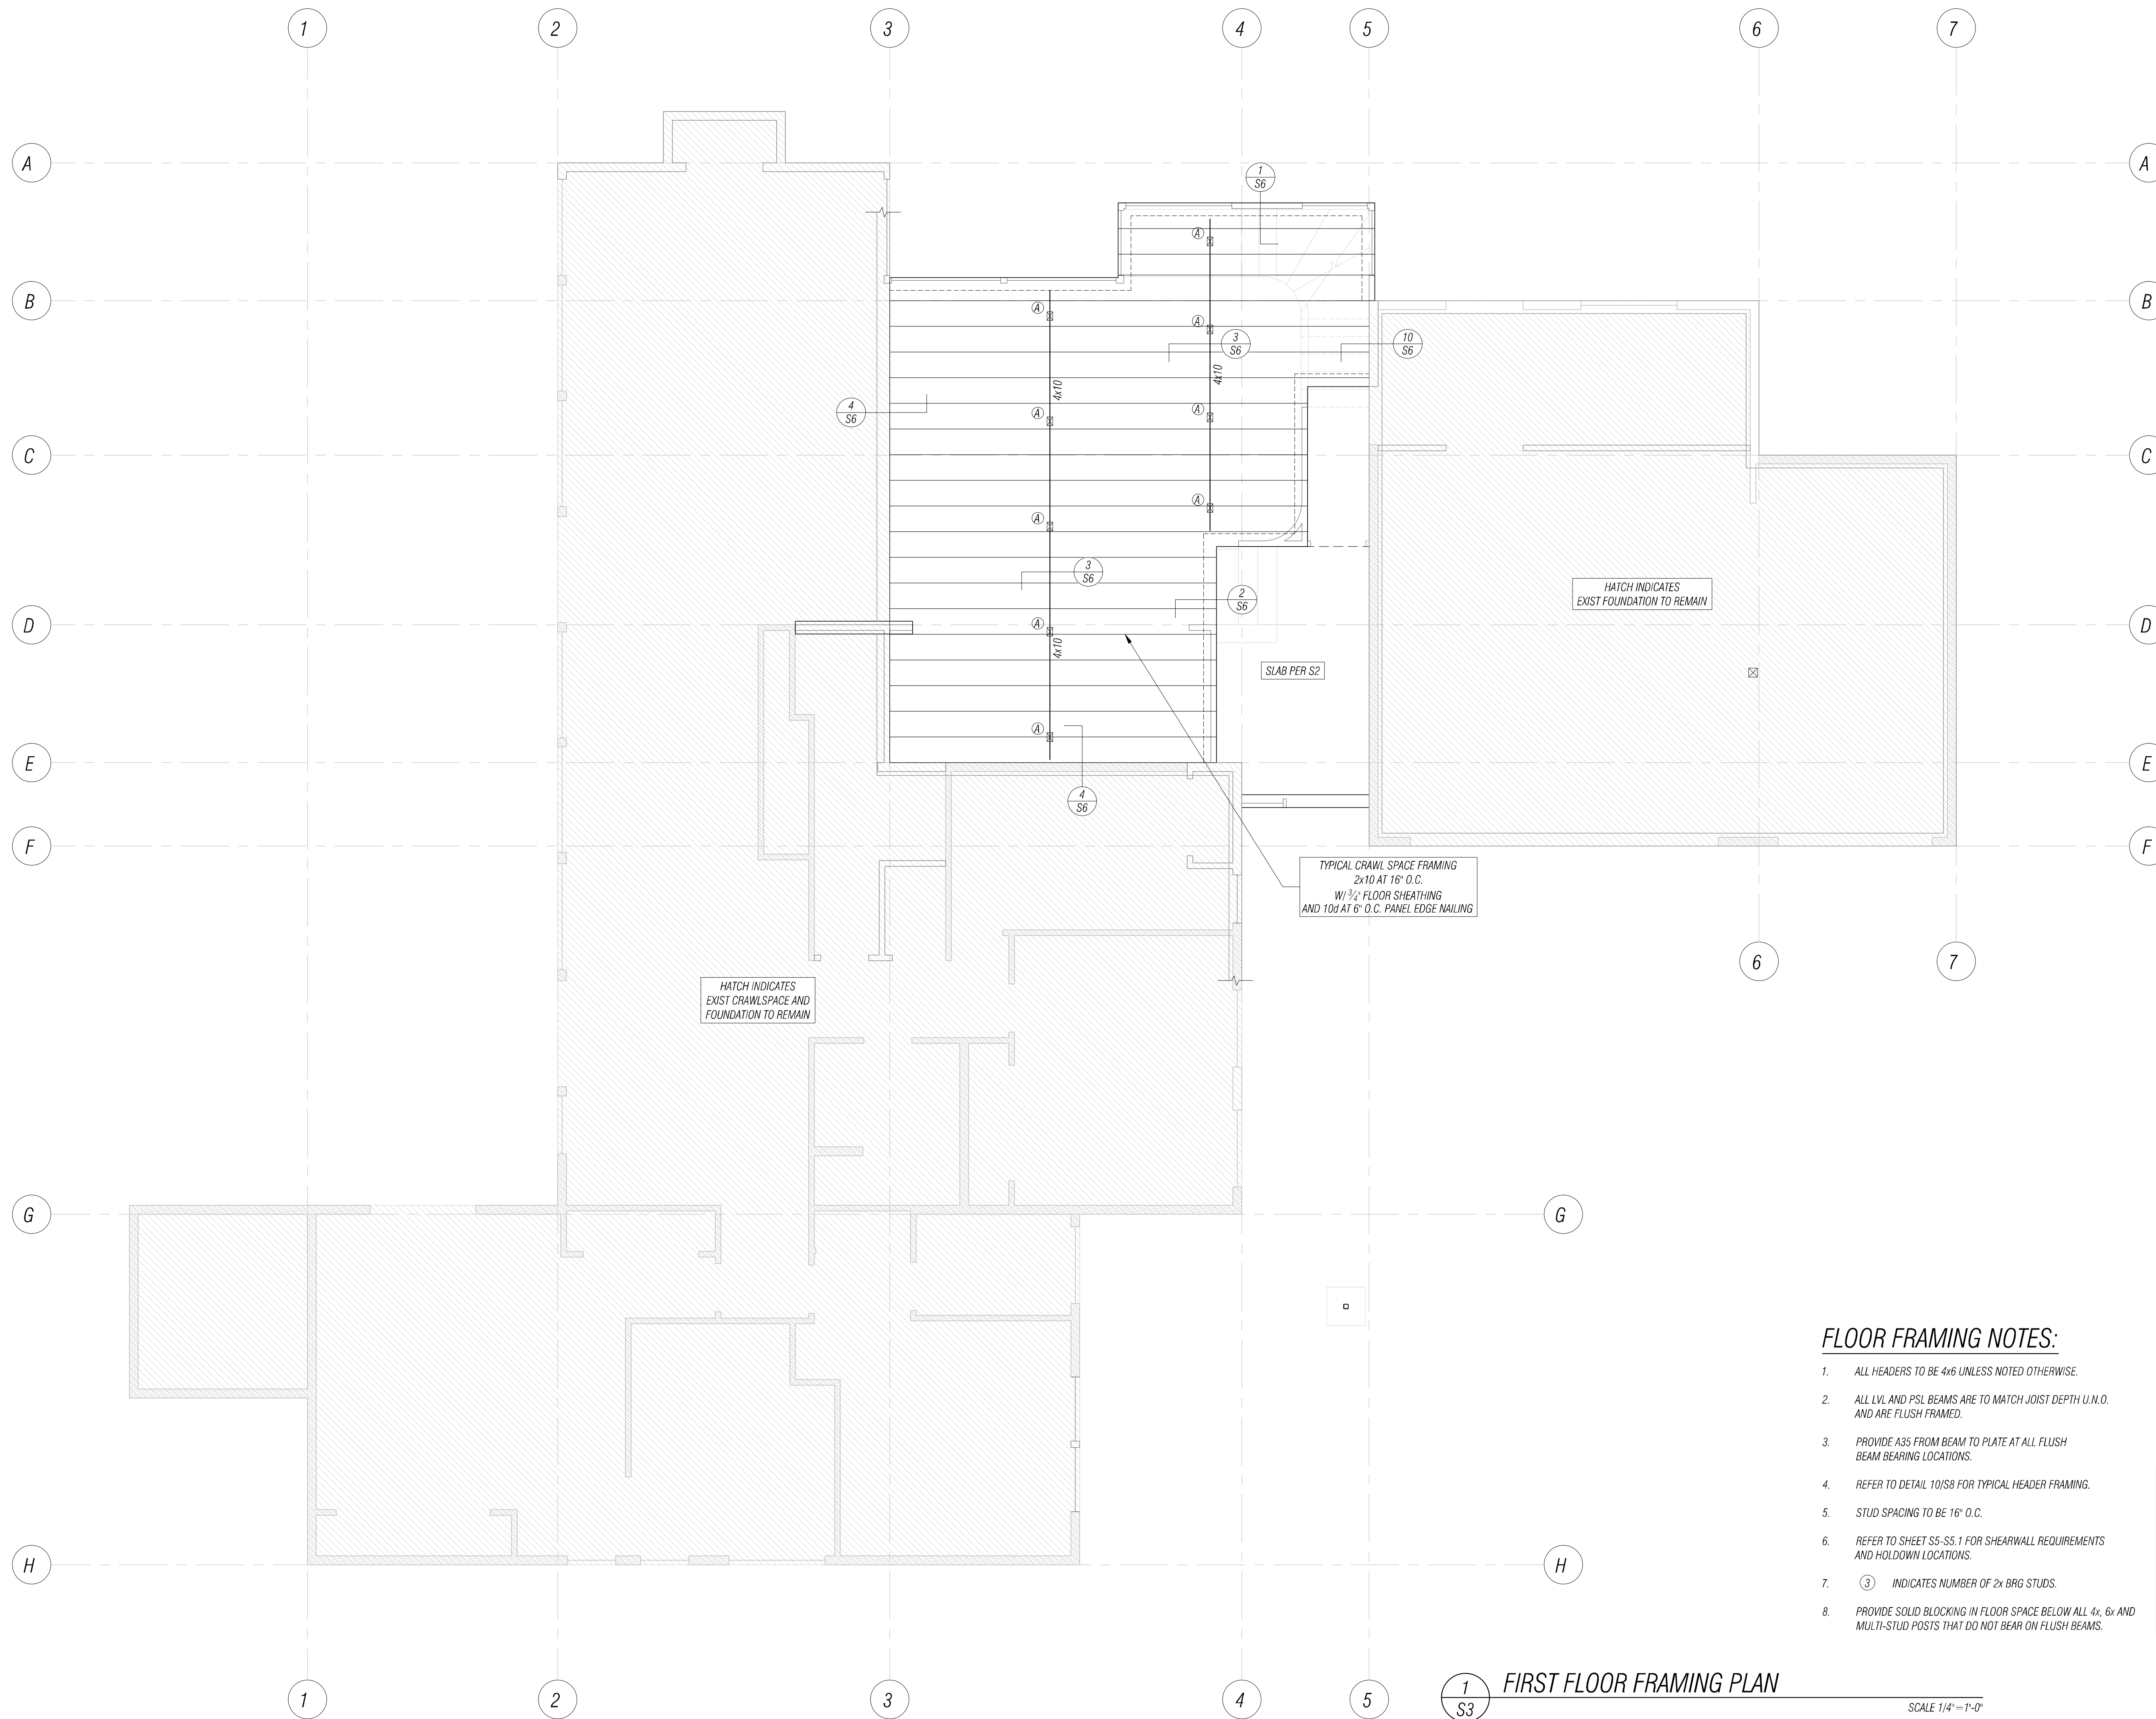 1 2 3 4 5 6 7
A A
1
S6
A
B B
A
A
3
S6
10
S6
4x10
4x10
4
S6
A
A
C C
A
A
3
S6
HATCH INDICATES
EXIST FOUNDATION TO REMAIN
2
S6
D D
A
4x10
SLAB PER S2
A
E E
4
S6
F F
TYPICAL CRAWL SPACE FRAMING
2x10 AT 16" O.C.
W/ 3/4" FLOOR SHEATHING
AND 10d AT 6" O.C. PANEL EDGE NAILING
6 7
HATCH INDICATES
EXIST CRAWLSPACE AND
FOUNDATION TO REMAIN
G G
FLOOR FRAMING NOTES:
1. ALL HEADERS TO BE 4x6 UNLESS NOTED OTHERWISE.
2. ALL LVL AND PSL BEAMS ARE TO MATCH JOIST DEPTH U.N.O.
AND ARE FLUSH FRAMED.
3. PROVIDE A35 FROM BEAM TO PLATE AT ALL FLUSH
BEAM BEARING LOCATIONS.
4. REFER TO DETAIL 10/S8 FOR TYPICAL HEADER FRAMING.
5. STUD SPACING TO BE 16" O.C.
6. REFER TO SHEET S5-S5.1 FOR SHEARWALL REQUIREMENTS
AND HOLDOWN LOCATIONS.
7. 3 INDICATES NUMBER OF 2x BRG STUDS.
8. PROVIDE SOLID BLOCKING IN FLOOR SPACE BELOW ALL 4x, 6x AND
MULTI-STUD POSTS THAT DO NOT BEAR ON FLUSH BEAMS.
H H
1 2 3 4 5
1
S3
FIRST FLOOR FRAMING PLAN
SCALE 1/4"=1'-0"